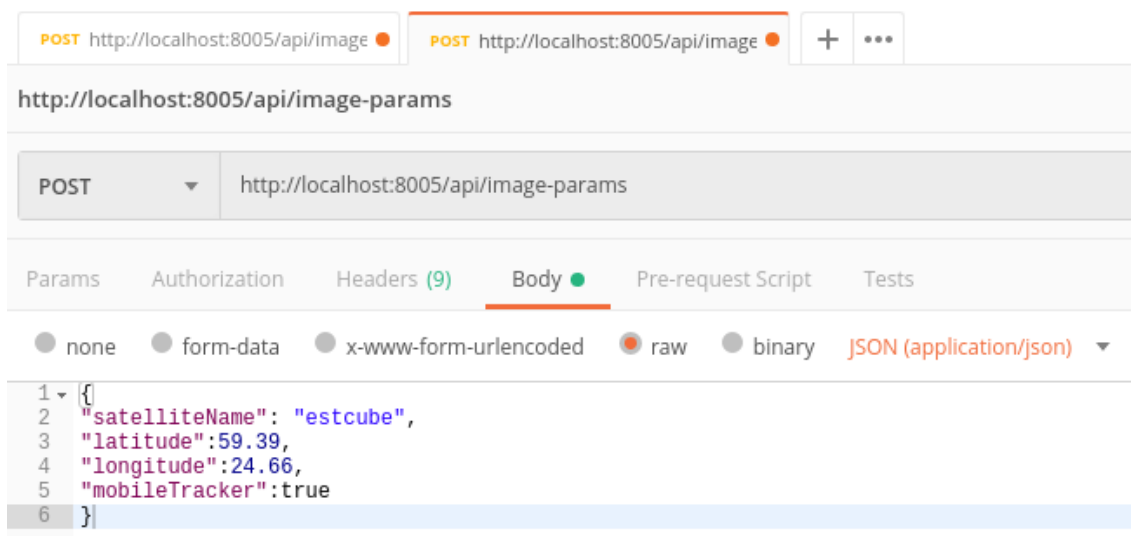 POST http://localhost:8005/api/image POST http://localhost:8005/api/image + •••
http://localhost:8005/api/image-params
POST http://localhost:8005/api/image-params
Params Authorization Headers (9) Body Pre-request Script Tests
none form-data x-www-form-urlencoded raw binary JSON (application/json)
1 {
2 "satelliteName": "estcube",
3 "latitude":59.39,
4 "longitude":24.66,
5 "mobileTracker":true
6 }